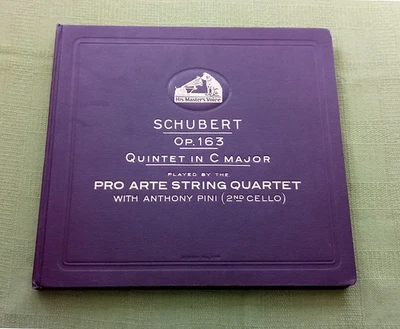 His Master's Voice
SCHUBERT
OP. 163
QUINTET IN C MAJOR
PLAYED BY THE
PRO ARTE STRING QUARTET
WITH ANTHONY PINI (2ND CELLO)